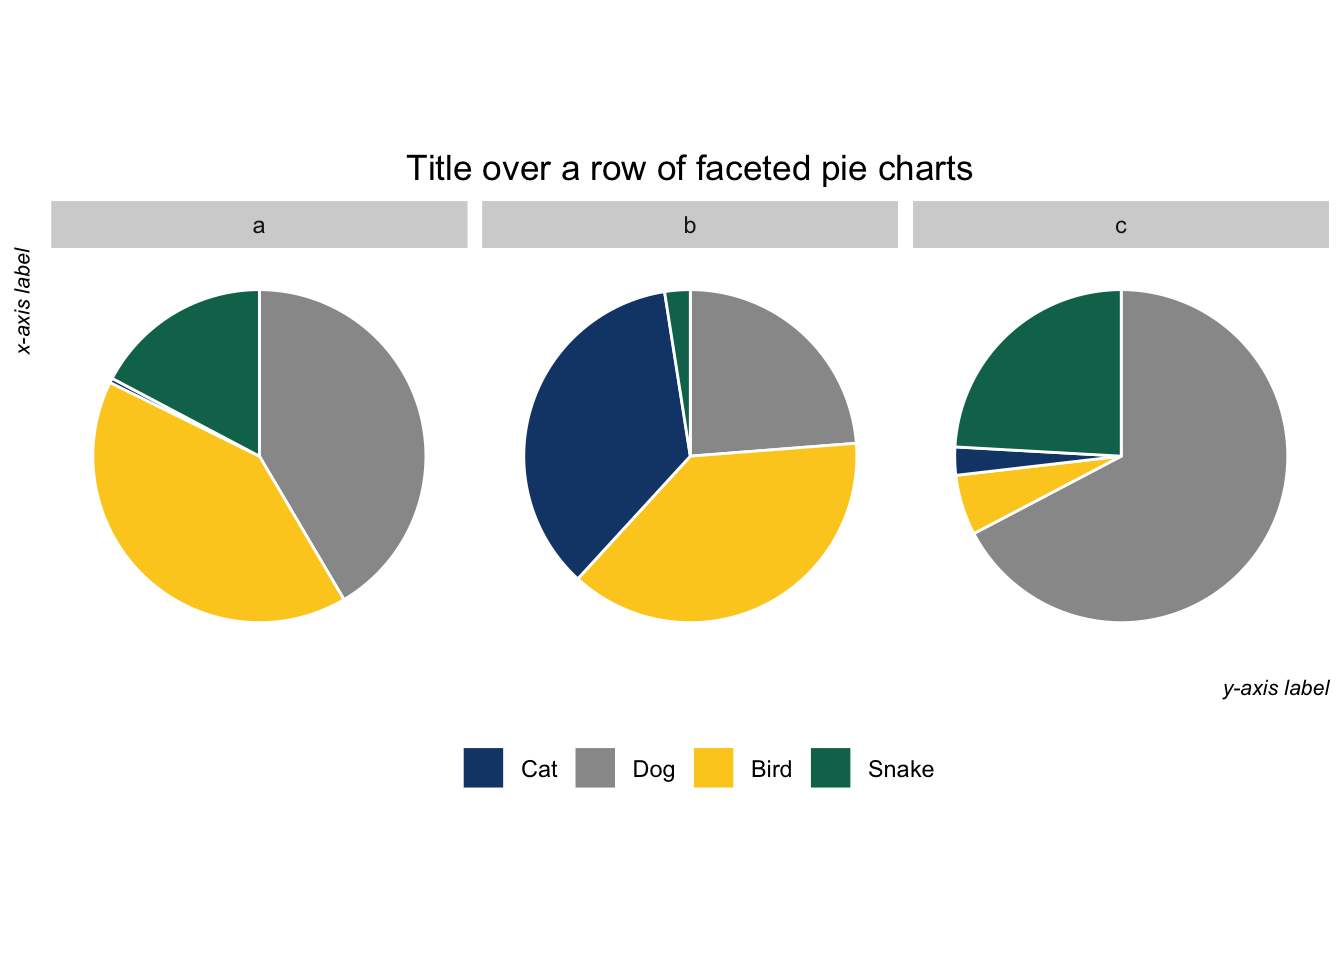 Title over a row of faceted pie charts
a
b
c
x-axis label
y-axis label
Cat
Dog
Bird
Snake